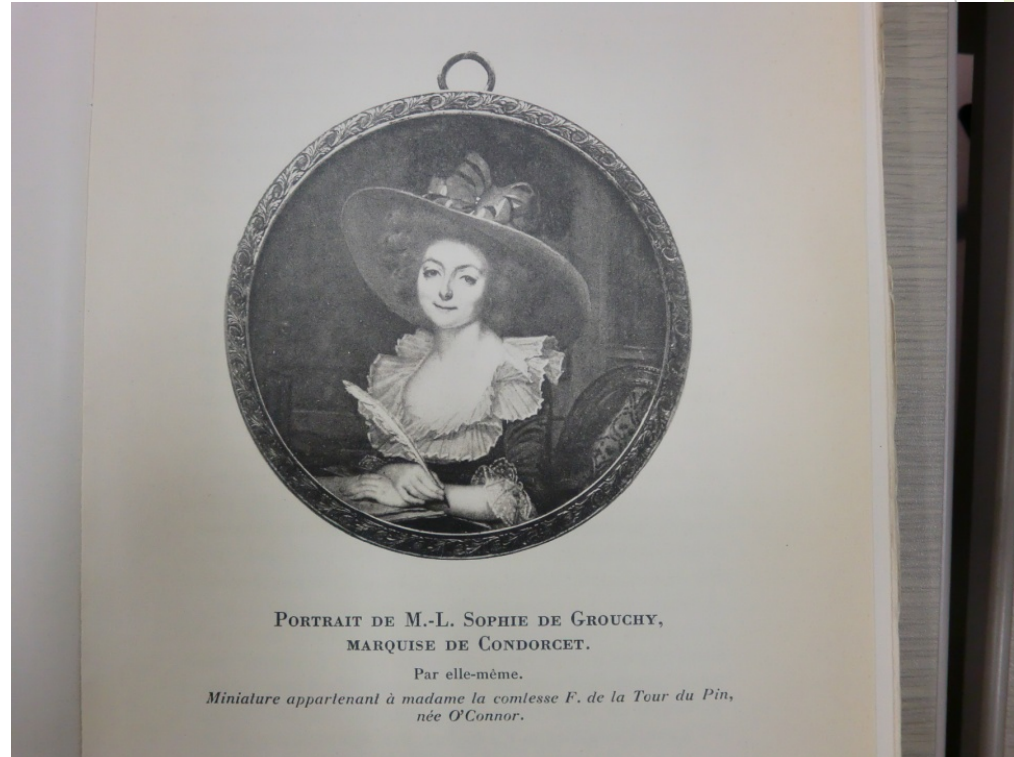 PORTRAIT DE M.-L. SOPHIE DE GROUCHY,
MARQUISE DE CONDORCET.
Par elle-même.
Miniature appartenant à madame la comtesse F. de la Tour du Pin,
née O'Connor.